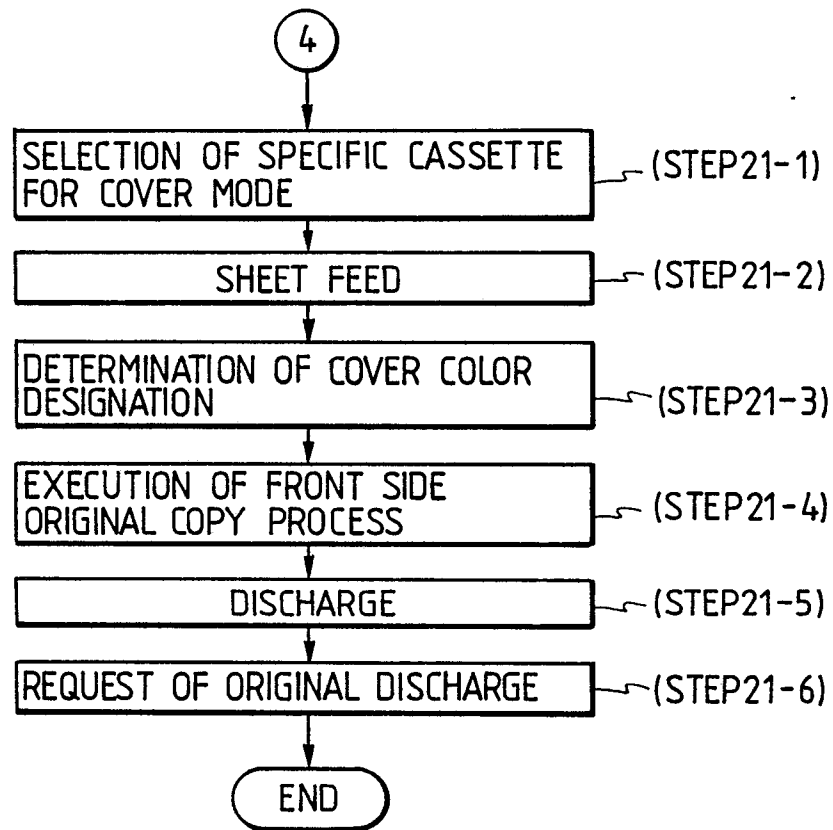 4
SELECTION OF SPECIFIC CASSETTE
FOR COVER MODE
(STEP21-1)
SHEET FEED
(STEP21-2)
DETERMINATION OF COVER COLOR
DESIGNATION
(STEP21-3)
EXECUTION OF FRONT SIDE
ORIGINAL COPY PROCESS
(STEP21-4)
DISCHARGE
(STEP21-5)
REQUEST OF ORIGINAL DISCHARGE
(STEP21-6)
END